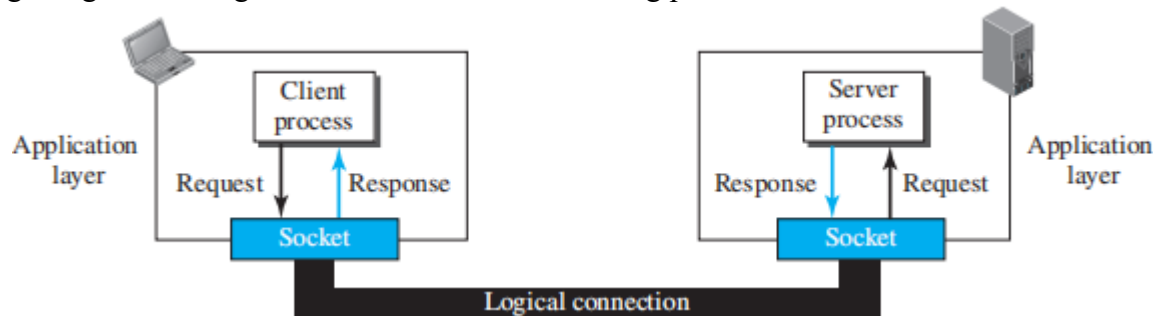 Client
process
Server
process
Application
layer
Application
layer
Request
Response
Response
Request
Socket
Socket
Logical connection